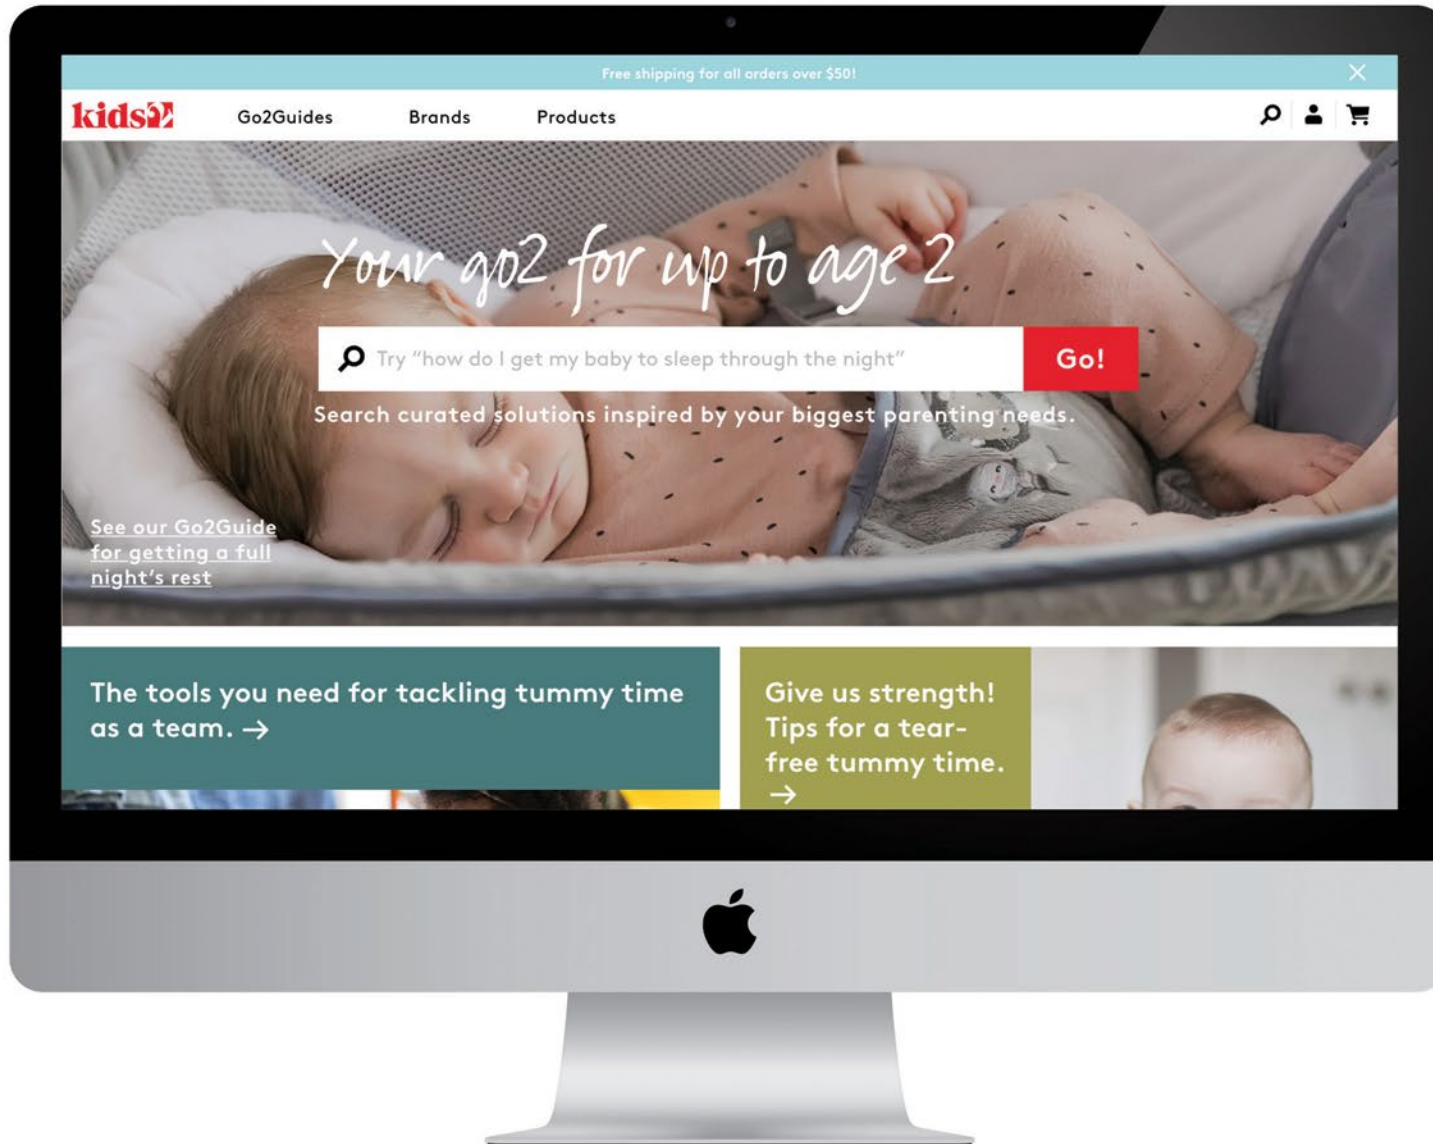 Free shipping for all orders over $50!
kids2
Go2Guides
Brands
Products
Your go2 for up to age 2
Try “how do I get my baby to sleep through the night”
Go!
Search curated solutions inspired by your biggest parenting needs.
See our Go2Guide
for getting a full
night’s rest
The tools you need for tackling tummy time
as a team. →
Give us strength!
Tips for a tear-
free tummy time.
→